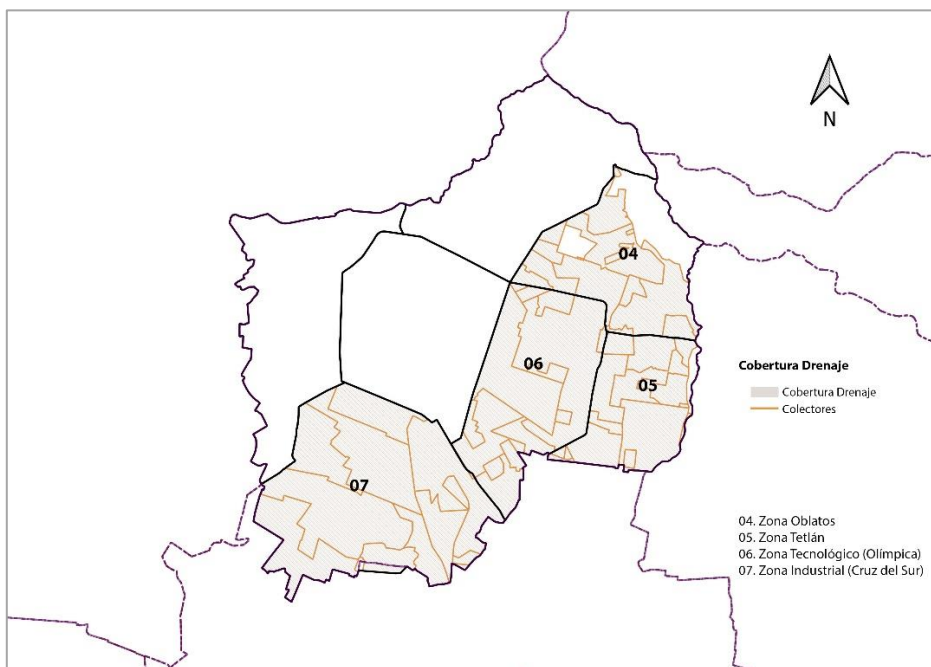 N
04
06
05
07
Cobertura Drenaje
Cobertura Drenaje
Colectores
04. Zona Oblatos
05. Zona Tetlán
06. Zona Tecnológico (Olímpica)
07. Zona Industrial (Cruz del Sur)